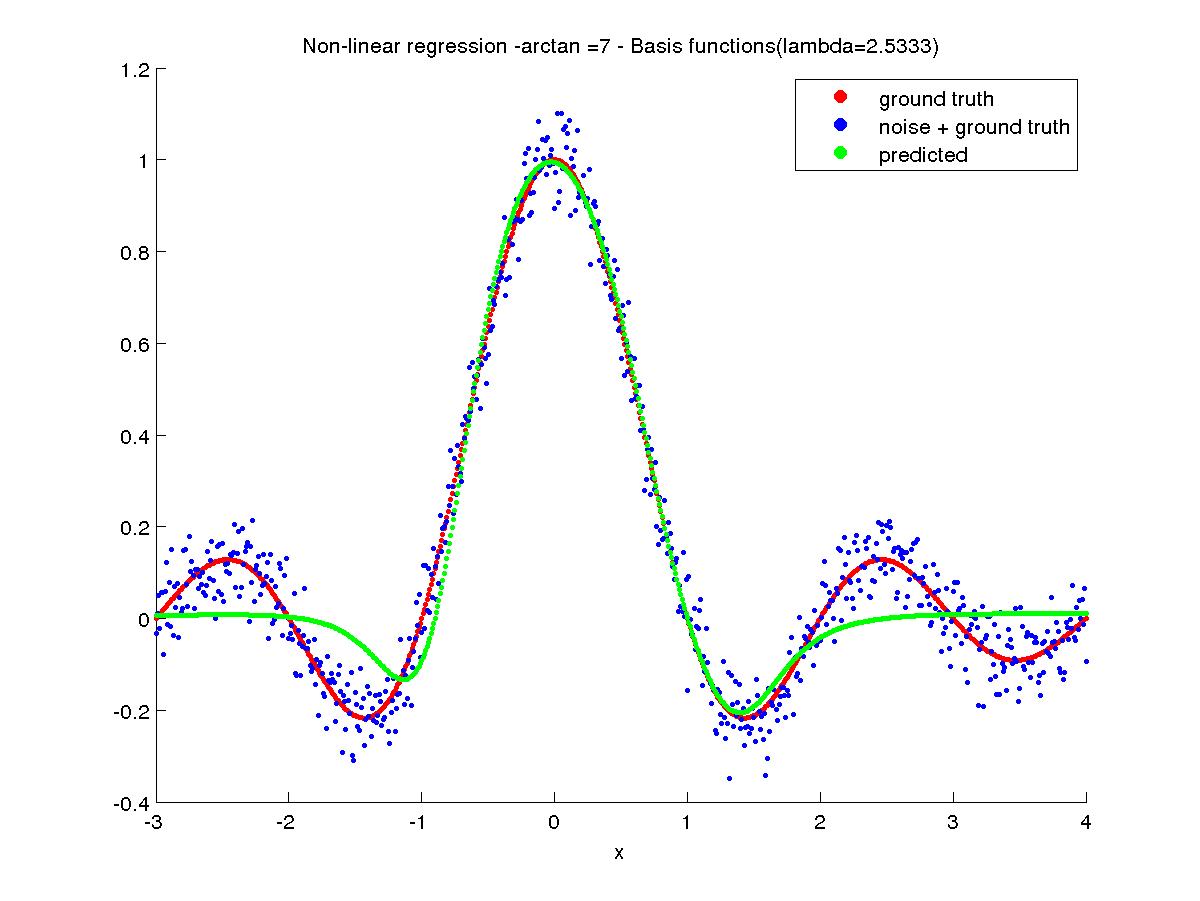 Non-linear regression -arctan =7 - Basis functions(lambda=2.5333)
ground truth
noise + ground truth
predicted
1.2
1
0.8
0.6
0.4
0.2
0
-0.2
-0.4
-3 -2 -1 0 1 2 3 4
x